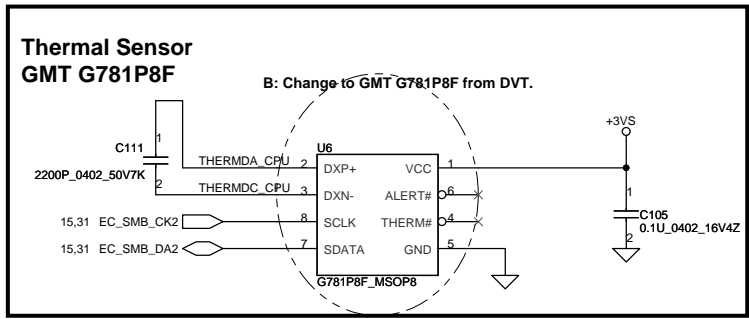 Thermal Sensor
GMT G781P8F
B: Change to GMT G781P8F from DVT.
+3VS
C111
1
2
2200P_0402_50V7K
THERMDA_CPU 2
THERMDC_CPU 3
U6
DXP+ VCC 1
DXN- ALERT# 6
15,31 EC_SMB_CK2 8 SCLK THERM# 4
15,31 EC_SMB_DA2 7 SDATA GND 5
G781P8F_MSOP8
1
C105
0.1U_0402_16V4Z
2